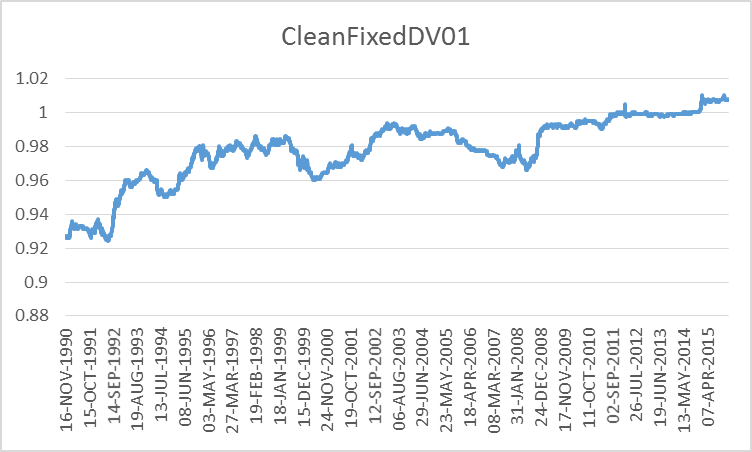 CleanFixedDV01
1.02
1
0.98
0.96
0.94
0.92
0.9
0.88
16-NOV-1990
15-OCT-1991
14-SEP-1992
19-AUG-1993
13-JUL-1994
08-JUN-1995
03-MAY-1996
27-MAR-1997
19-FEB-1998
18-JAN-1999
15-DEC-1999
24-NOV-2000
19-OCT-2001
12-SEP-2002
06-AUG-2003
29-JUN-2004
23-MAY-2005
18-APR-2006
08-MAR-2007
31-JAN-2008
24-DEC-2008
17-NOV-2009
11-OCT-2010
02-SEP-2011
26-JUL-2012
19-JUN-2013
13-MAY-2014
07-APR-2015